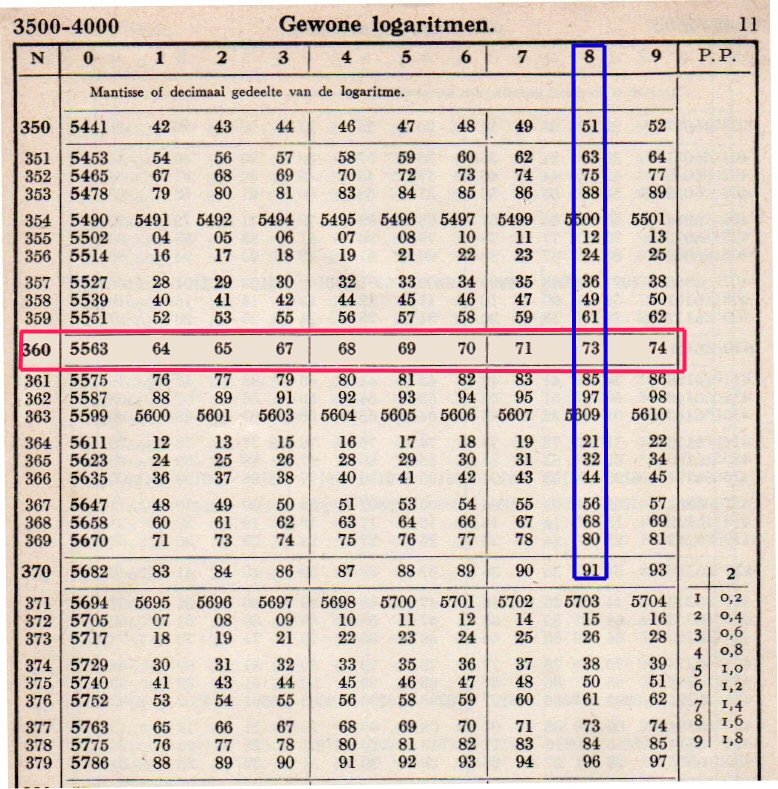 3500-4000 Gewone logaritmen. 11
N 0 1 2 3 4 5 6 7 8 9 P.P.
Mantisse of decimaal gedeelte van de logaritme.
350 5441 42 43 44 46 47 48 49 51 52
351 5453 54 56 57 58 59 60 62 63 64
352 5465 67 68 69 70 72 73 74 75 77
353 5478 79 80 81 83 84 85 86 88 89
354 5490 5491 5492 5494 5495 5496 5497 5499 5500 5501
355 5502 04 05 06 07 08 10 11 12 13
356 5514 16 17 18 19 21 22 23 24 25
357 5527 28 29 30 32 33 34 35 36 38
358 5539 40 41 42 44 45 46 47 49 50
359 5551 52 53 55 56 57 58 59 61 62
360 5563 64 65 67 68 69 70 71 73 74
361 5575 76 77 79 80 81 82 83 85 86
362 5587 88 89 91 92 93 94 95 97 98
363 5599 5600 5601 5603 5604 5605 5606 5607 5609 5610
364 5611 12 13 15 16 17 18 19 21 22
365 5623 24 25 26 28 29 30 31 32 34
366 5635 36 37 38 40 41 42 43 44 45
367 5647 48 49 50 51 53 54 55 56 57
368 5658 60 61 62 63 64 66 67 68 69
369 5670 71 73 74 75 76 77 78 80 81
370 5682 83 84 86 87 88 89 90 91 93
2
371 5694 5695 5696 5697 5698 5700 5701 5702 5703 5704 1 0,2
372 5705 07 08 09 10 11 12 14 15 16 2 0,4
373 5717 18 19 21 22 23 24 25 26 28 3 0,6
4 0,8
374 5729 30 31 32 33 35 36 37 38 39 5 1,0
375 5740 41 43 44 45 46 47 48 50 51 6 1,2
376 5752 53 54 55 56 58 59 60 61 62 7 1,4
377 5763 65 66 67 68 69 70 71 73 74 8 1,6
378 5775 76 77 78 80 81 82 83 84 85 9 1,8
379 5786 88 89 90 91 92 93 94 96 97